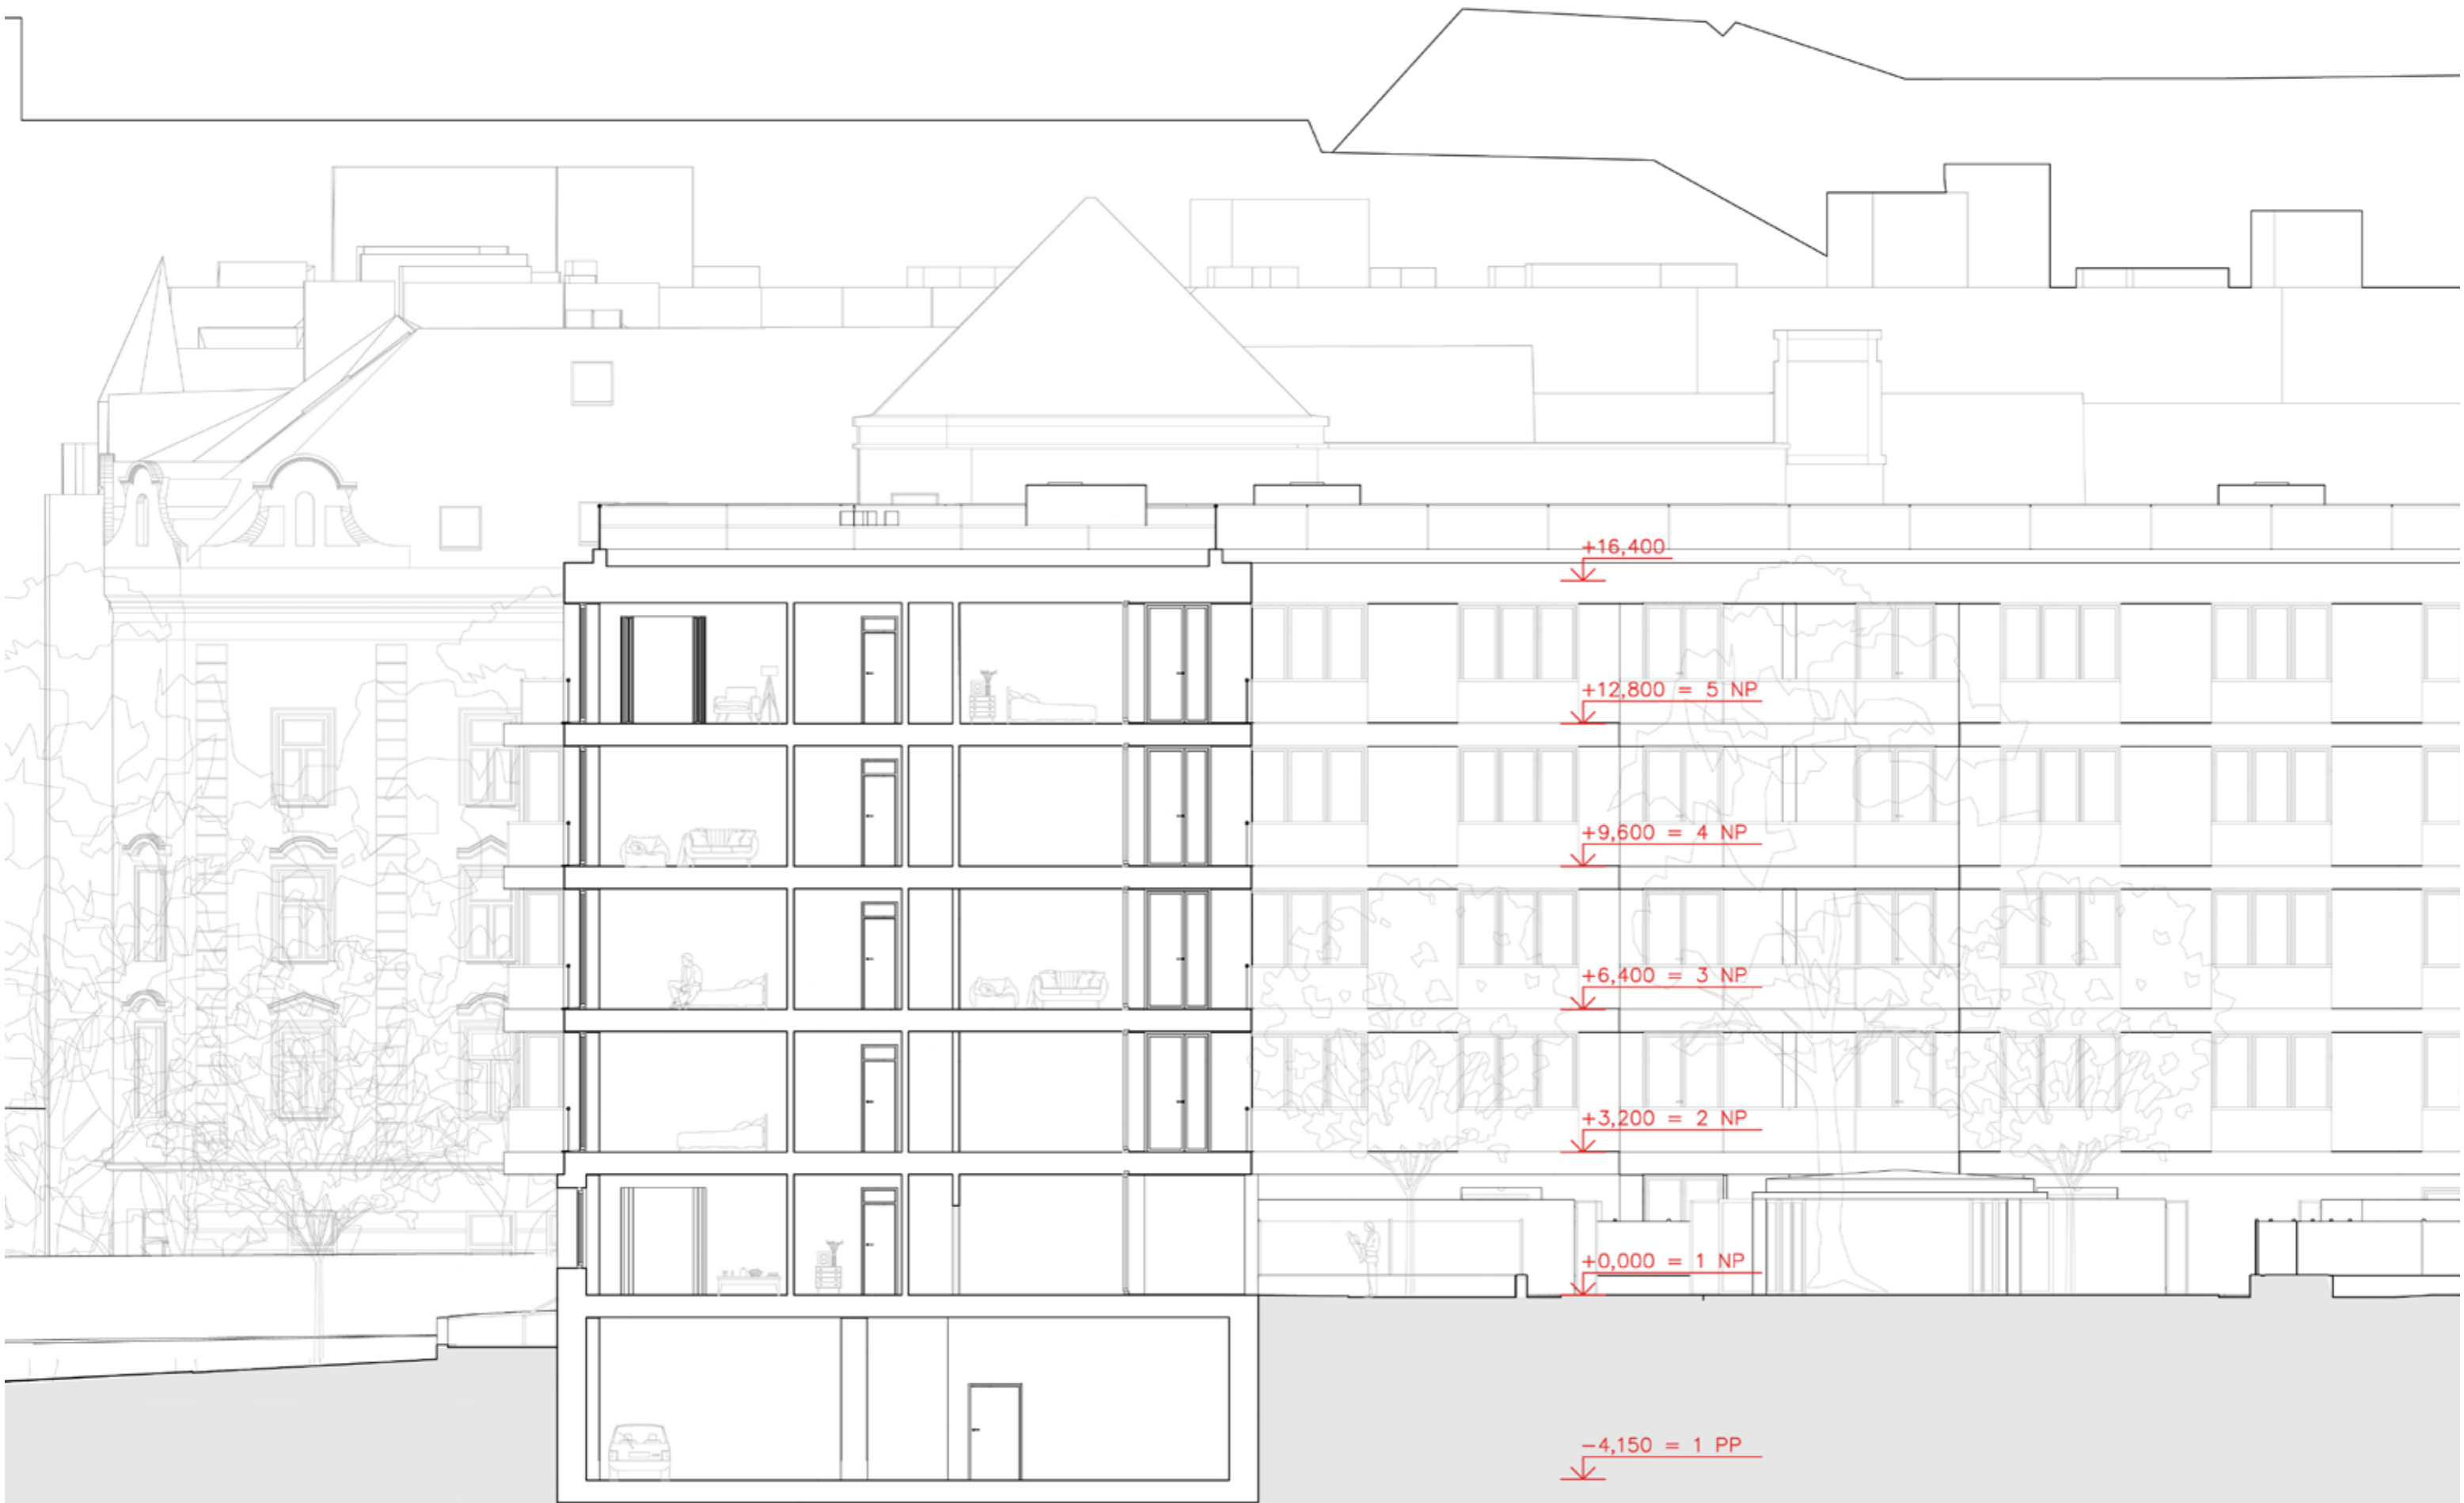 +16,400
+12,800 = 5 NP
+9,600 = 4 NP
+6,400 = 3 NP
+3,200 = 2 NP
+0,000 = 1 NP
−4,150 = 1 PP